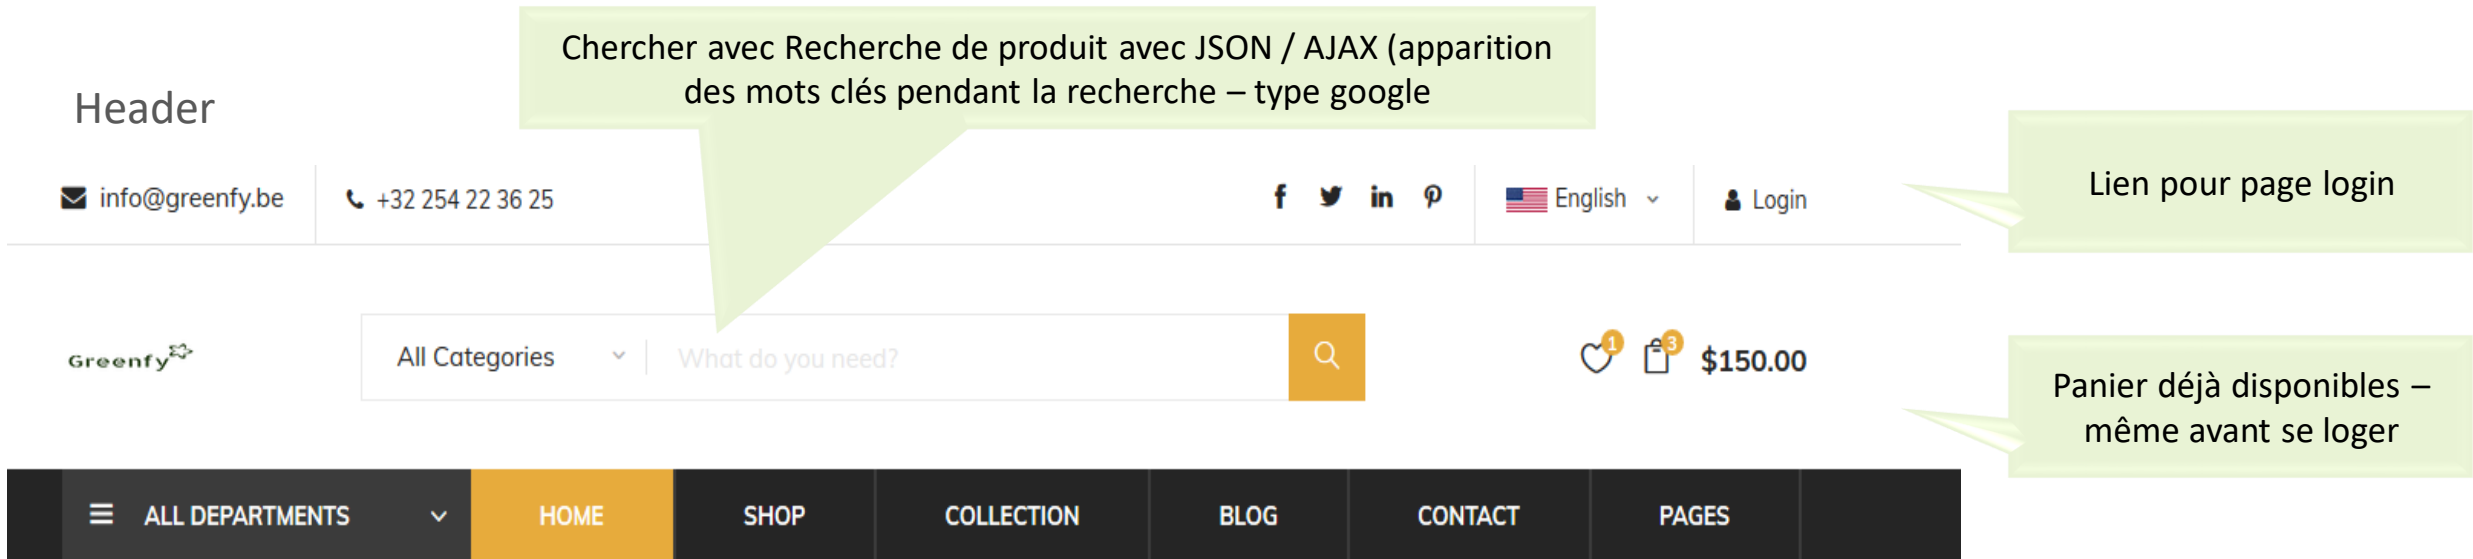 Chercher avec Recherche de produit avec JSON / AJAX (apparition
des mots clés pendant la recherche – type google
Header
info@greenfy.be
+32 254 22 36 25
English
Login
Lien pour page login
Greenfy
All Categories
What do you need?
1
3
$150.00
Panier déjà disponibles –
même avant se loger
ALL DEPARTMENTS
HOME
SHOP
COLLECTION
BLOG
CONTACT
PAGES